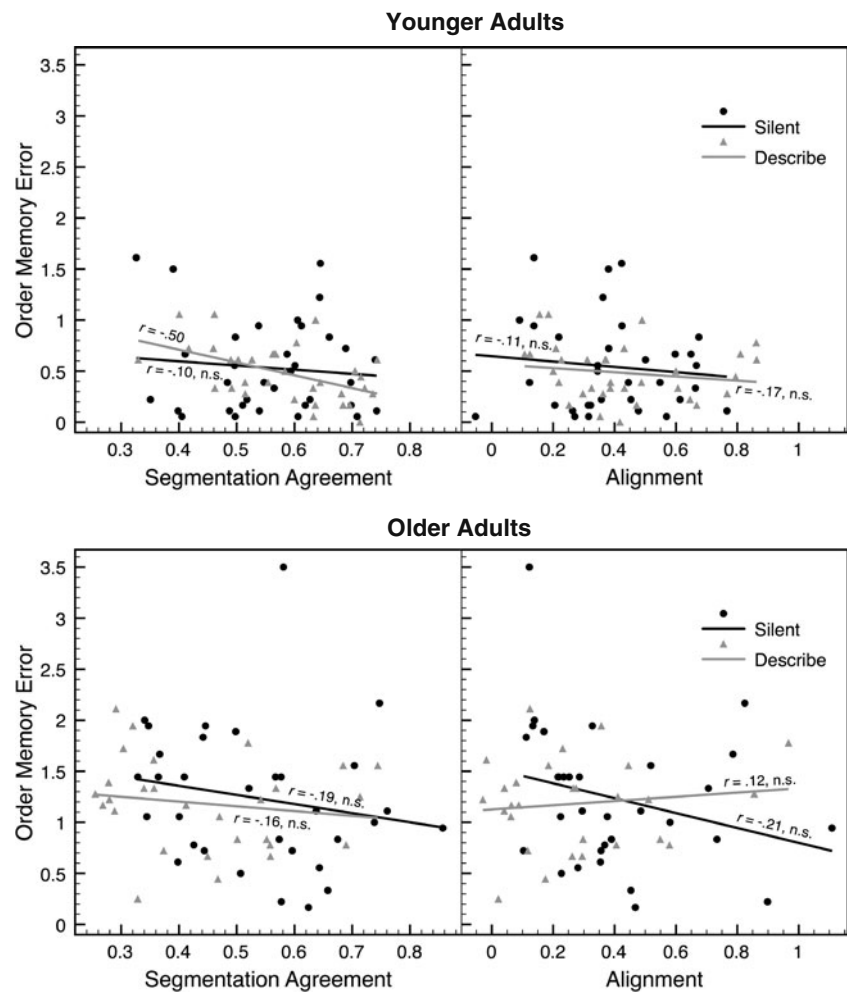 Younger Adults
Order Memory Error
3.5
3
2.5
2
1.5
1
0.5
0
r = -.50
r = -.10, n.s.
0.3 0.4 0.5 0.6 0.7 0.8
Segmentation Agreement
Silent
Describe
r = -.11, n.s.
r = -.17, n.s.
0 0.2 0.4 0.6 0.8 1
Alignment
Older Adults
Order Memory Error
3.5
3
2.5
2
1.5
1
0.5
0
r = -.19, n.s.
r = -.16, n.s.
0.3 0.4 0.5 0.6 0.7 0.8
Segmentation Agreement
Silent
Describe
r = .12, n.s.
r = -.21, n.s.
0 0.2 0.4 0.6 0.8 1
Alignment